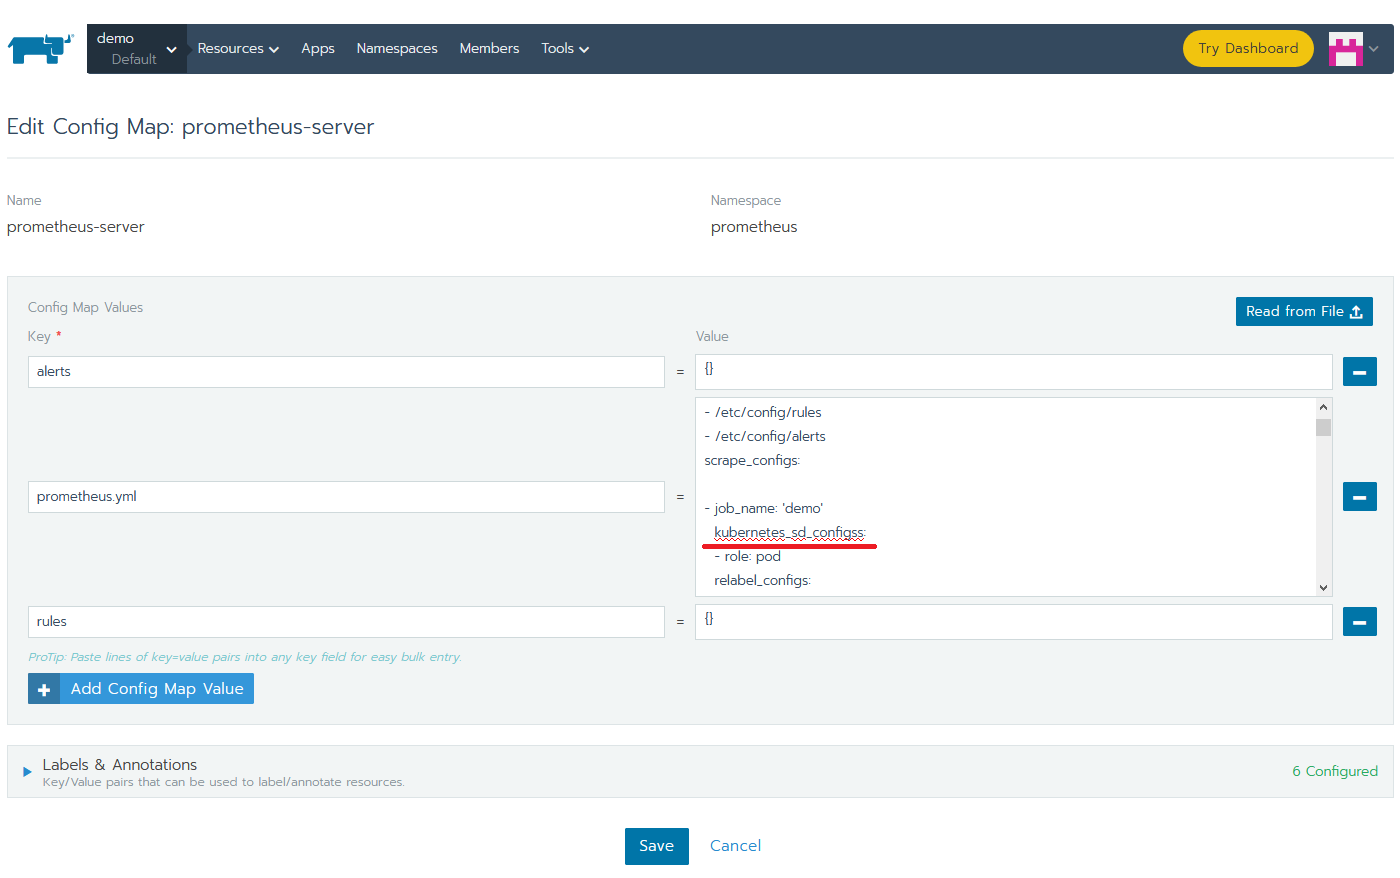 demo
Default
Resources Apps Namespaces Members Tools
Try Dashboard
Edit Config Map: prometheus-server
Name
prometheus-server
Namespace
prometheus
Config Map Values
Read from File
Key *
Value
alerts = {}
prometheus.yml =
- /etc/config/rules
- /etc/config/alerts
scrape_configs:
- job_name: 'demo'
kubernetes_sd_configss:
- role: pod
relabel_configs:
rules = {}
ProTip: Paste lines of key=value pairs into any key field for easy bulk entry.
+ Add Config Map Value
Labels & Annotations
Key/Value pairs that can be used to label/annotate resources.
6 Configured
Save Cancel